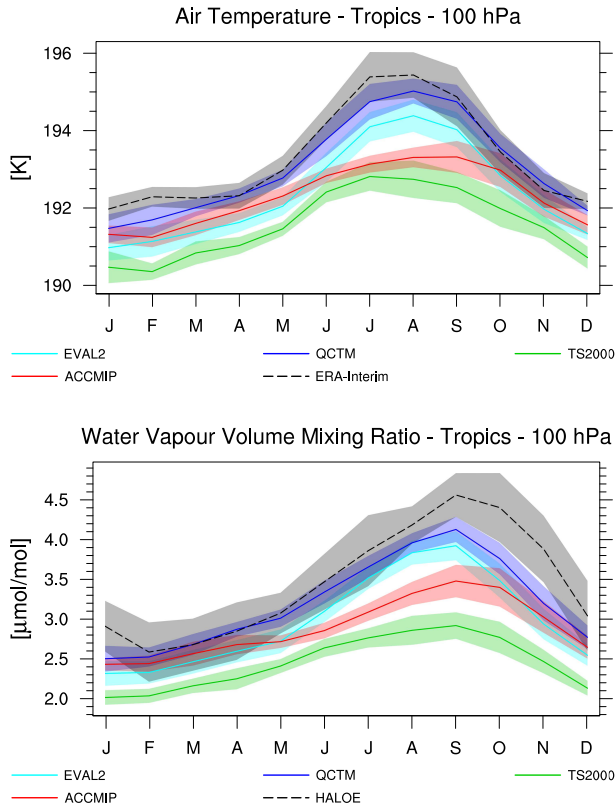 Air Temperature - Tropics - 100 hPa
196
194
192
190
[K]
J F M A M J J A S O N D
EVAL2 QCTM TS2000
ACCMIP ERA-Interim
Water Vapour Volume Mixing Ratio - Tropics - 100 hPa
4.5
4.0
3.5
3.0
2.5
2.0
[μmol/mol]
J F M A M J J A S O N D
EVAL2 QCTM TS2000
ACCMIP HALOE